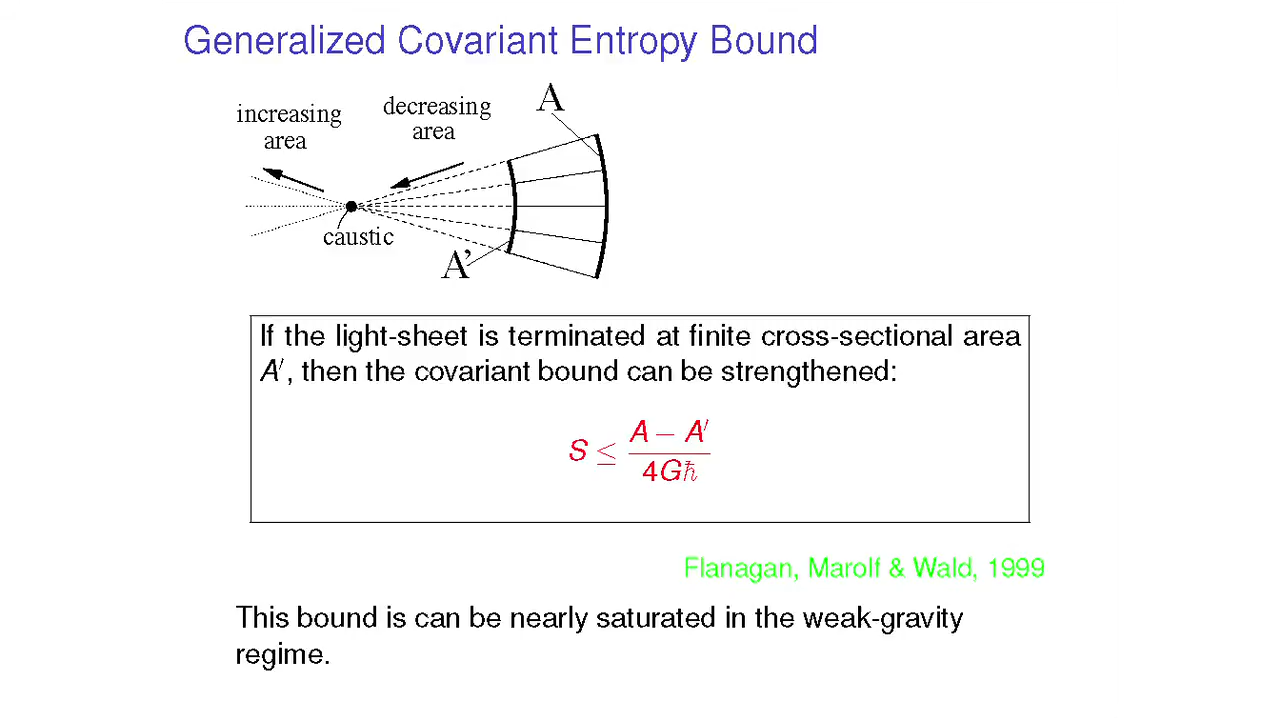 Generalized Covariant Entropy Bound
increasing
area
decreasing
area
A
caustic
A’
If the light-sheet is terminated at finite cross-sectional area
A′, then the covariant bound can be strengthened:
S ≤ (A − A′) / 4Għ
Flanagan, Marolf & Wald, 1999
This bound is can be nearly saturated in the weak-gravity
regime.